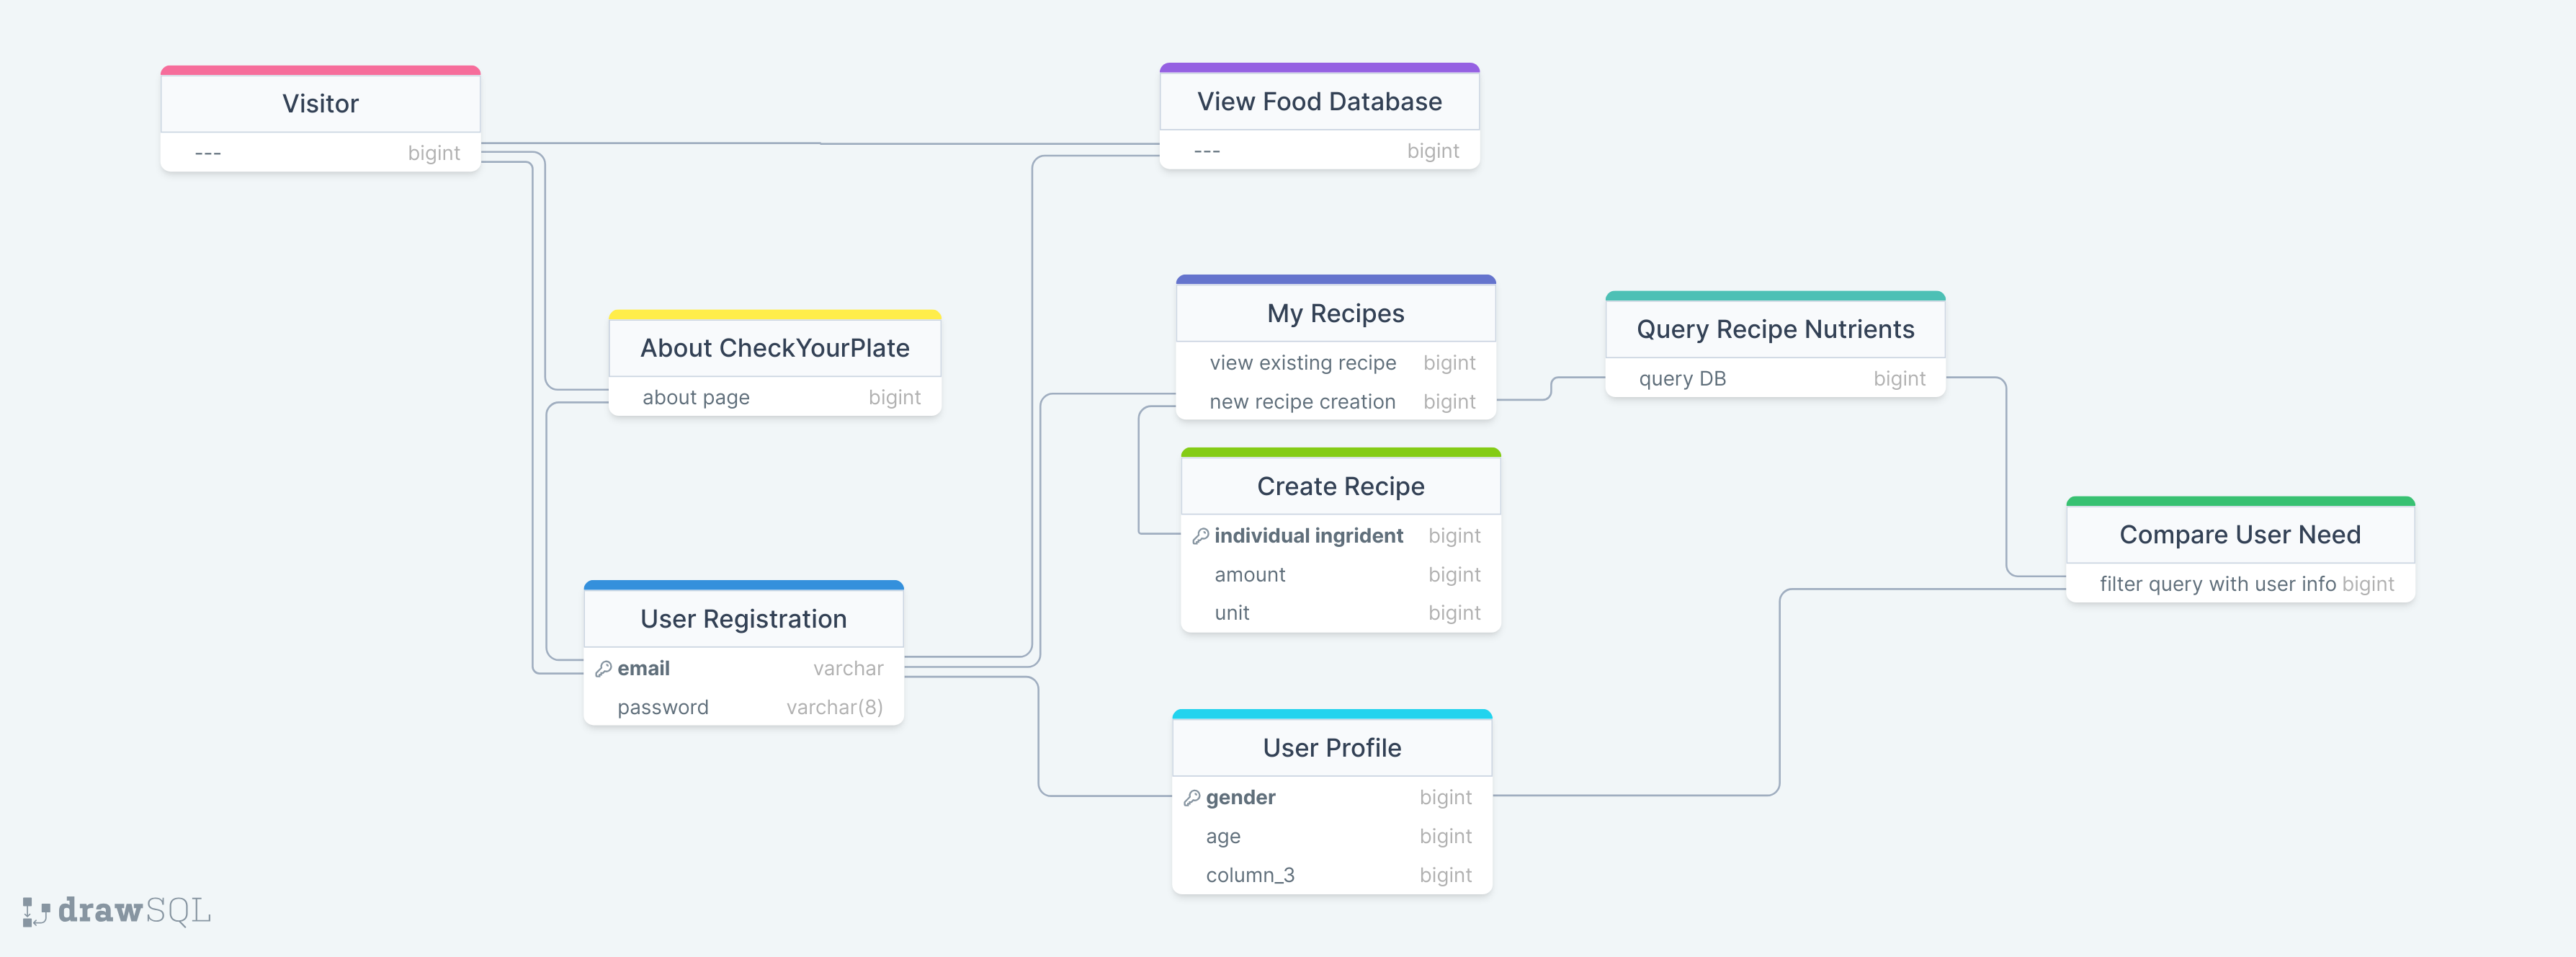 Visitor
--- bigint
View Food Database
--- bigint
About CheckYourPlate
about page bigint
My Recipes
view existing recipe bigint
new recipe creation bigint
Query Recipe Nutrients
query DB bigint
Create Recipe
individual ingrident bigint
amount bigint
unit bigint
Compare User Need
filter query with user info bigint
User Registration
email varchar
password varchar(8)
User Profile
gender bigint
age bigint
column_3 bigint
drawSQL